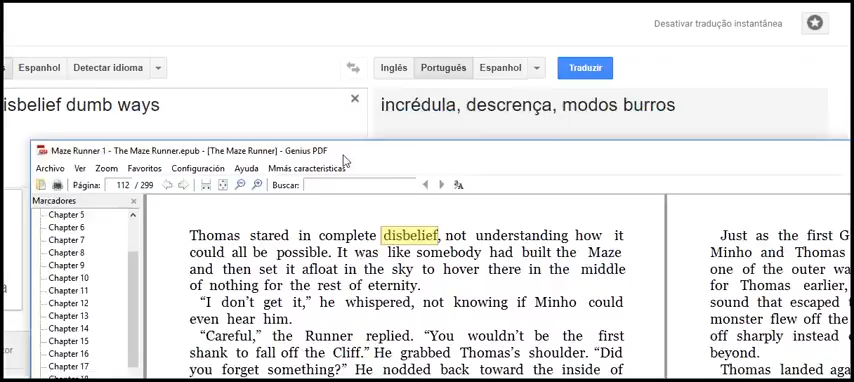 Desativar tradução instantânea
s Espanhol Detectar idioma Inglês Português Espanhol Traduzir
isbelief dumb ways incrédula, descrença, modos burros
Maze Runner 1 - The Maze Runner.epub - [The Maze Runner] - Genius PDF
Archivo Ver Zoom Favoritos Configuración Ayuda Mmás caracteristicas
Página: 112 / 299 Buscar:
Marcadores
Chapter 5
Chapter 6
Chapter 7
Chapter 8
Chapter 9
Chapter 10
Chapter 11
Chapter 12
Chapter 13
Chapter 14
Chapter 15
Chapter 16
Chapter 17
Thomas stared in complete disbelief, not understanding how it
could all be possible. It was like somebody had built the Maze
and then set it afloat in the sky to hover there in the middle
of nothing for the rest of eternity.
“I don’t get it,” he whispered, not knowing if Minho could
even hear him.
“Careful,” the Runner replied. “You wouldn’t be the first
shank to fall off the Cliff.” He grabbed Thomas’s shoulder. “Did
you forget something?” He nodded back toward the inside of
Just as the first G
Minho and Thomas
one of the outer wa
for Thomas earlier,
sound that escaped t
monster flew off the
off sharply instead
beyond.
Thomas landed aga